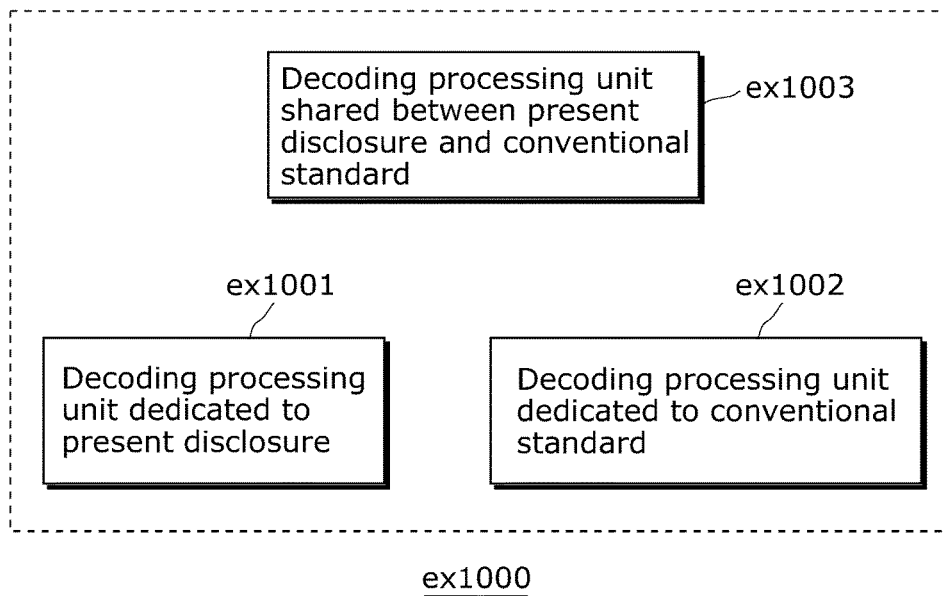 Decoding processing unit
shared between present
disclosure and conventional
standard
ex1003
ex1001
Decoding processing
unit dedicated to
present disclosure
ex1002
Decoding processing unit
dedicated to conventional
standard
ex1000